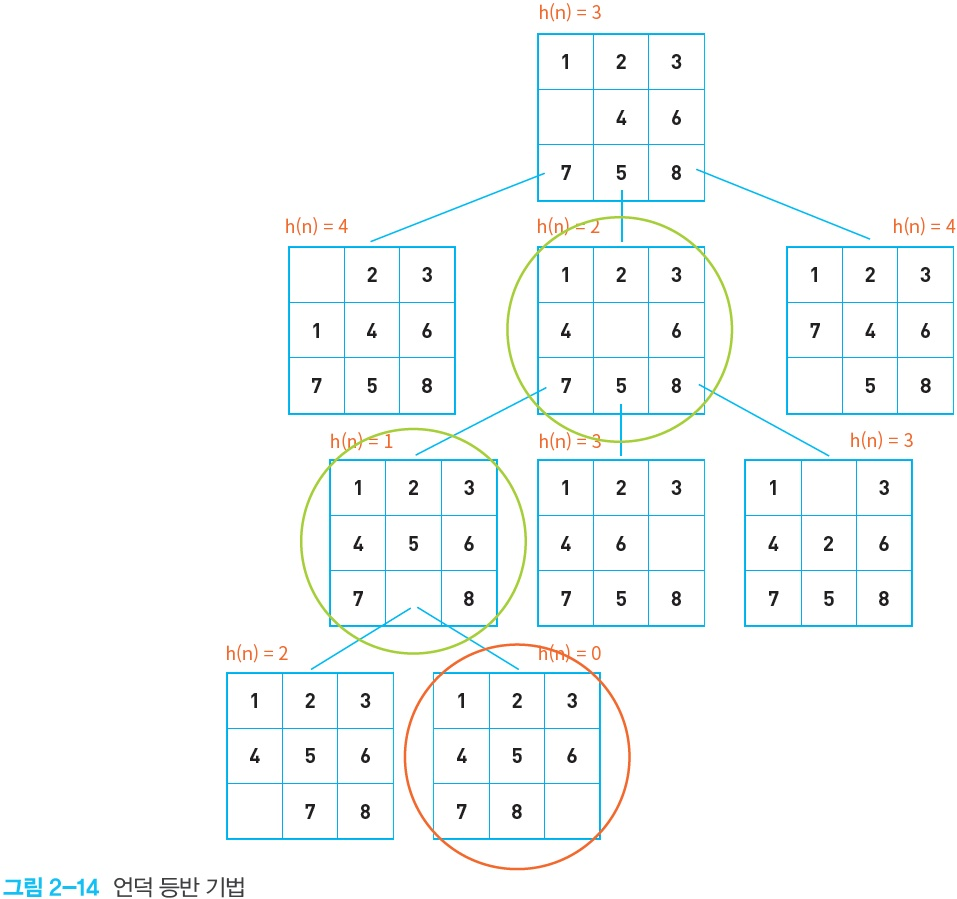 h(n) = 3
1 2 3
4 6
7 5 8
h(n) = 4 h(n) = 2 h(n) = 4
2 3 1 2 3 1 2 3
1 4 6 4 6 7 4 6
7 5 8 7 5 8 5 8
h(n) = 1 h(n) = 3 h(n) = 3
1 2 3 1 2 3 1 3
4 5 6 4 6 4 2 6
7 8 7 5 8 7 5 8
h(n) = 2 h(n) = 0
1 2 3 1 2 3
4 5 6 4 5 6
7 8 7 8
그림 2-14 언덕 등반 기법